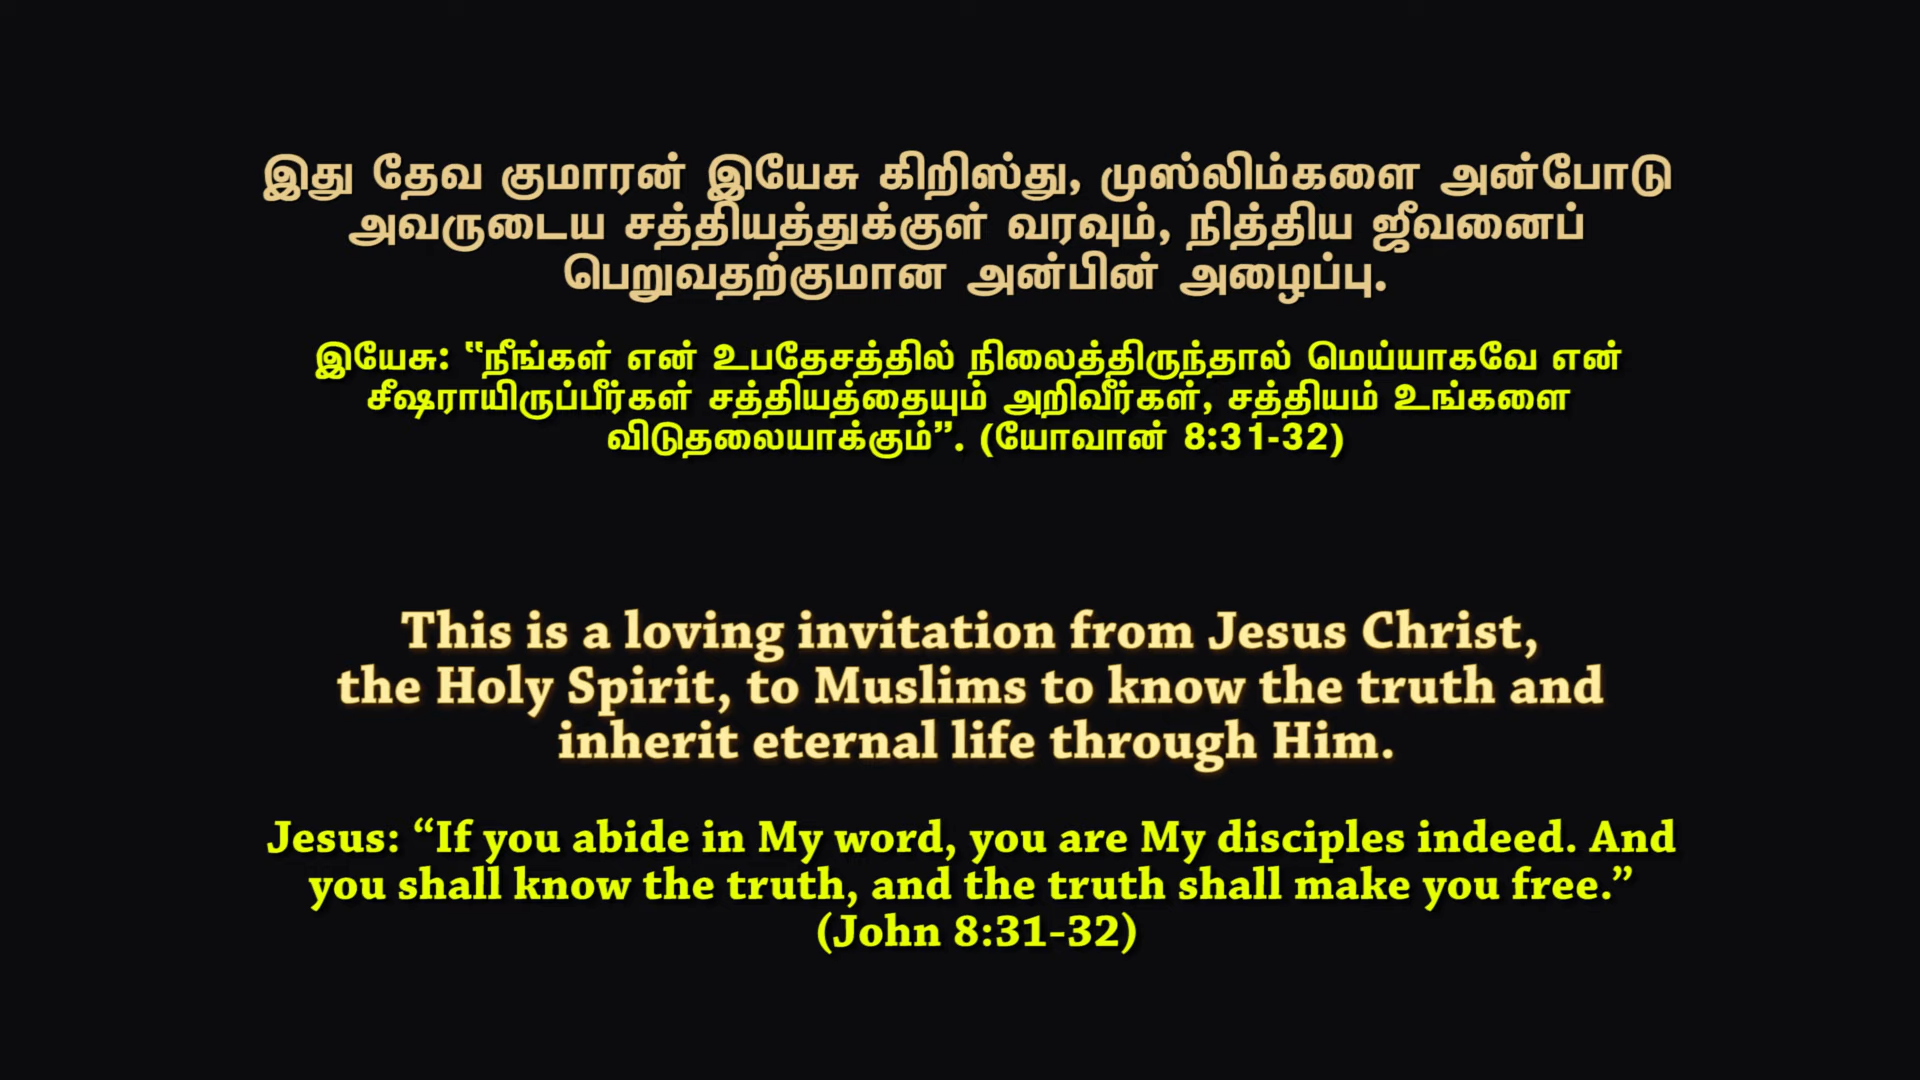 இது தேவ குமாரன் இயேசு கிறிஸ்து, முஸ்லிம்களை அன்போடு
அவருடைய சத்தியத்துக்குள் வரவும், நித்திய ஜீவனைப்
பெறுவதற்குமான அன்பின் அழைப்பு.
இயேசு: “நீங்கள் என் உபதேசத்தில் நிலைத்திருந்தால் மெய்யாகவே என்
சீஷராயிருப்பீர்கள் சத்தியத்தையும் அறிவீர்கள், சத்தியம் உங்களை
விடுதலையாக்கும்”. (யோவான் 8:31-32)
This is a loving invitation from Jesus Christ,
the Holy Spirit, to Muslims to know the truth and
inherit eternal life through Him.
Jesus: “If you abide in My word, you are My disciples indeed. And
you shall know the truth, and the truth shall make you free.”
(John 8:31-32)